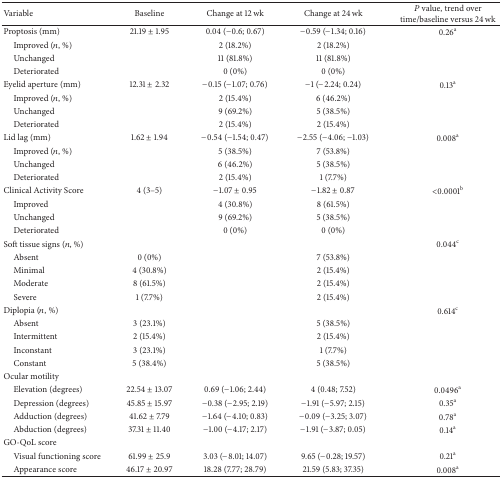 Variable Baseline Change at 12 wk Change at 24 wk P value, trend over time/baseline versus 24 wk
Proptosis (mm) 21.19 ± 1.95 0.04 (−0.6; 0.67) −0.59 (−1.34; 0.16) 0.26a
Improved (n, %) 2 (18.2%) 2 (18.2%)
Unchanged 11 (81.8%) 11 (81.8%)
Deteriorated 0 (0%) 0 (0%)
Eyelid aperture (mm) 12.31 ± 2.32 −0.15 (−1.07; 0.76) −1 (−2.24; 0.24) 0.13a
Improved (n, %) 2 (15.4%) 6 (46.2%)
Unchanged 9 (69.2%) 5 (38.5%)
Deteriorated 2 (15.4%) 2 (15.4%)
Lid lag (mm) 1.62 ± 1.94 −0.54 (−1.54; 0.47) −2.55 (−4.06; −1.03) 0.008a
Improved (n, %) 5 (38.5%) 7 (53.8%)
Unchanged 6 (46.2%) 5 (38.5%)
Deteriorated 2 (15.4%) 1 (7.7%)
Clinical Activity Score 4 (3–5) −1.07 ± 0.95 −1.82 ± 0.87 <0.0001b
Improved 4 (30.8%) 8 (61.5%)
Unchanged 9 (69.2%) 5 (38.5%)
Deteriorated 0 (0%) 0 (0%)
Soft tissue signs (n, %) 0.044c
Absent 0 (0%) 7 (53.8%)
Minimal 4 (30.8%) 2 (15.4%)
Moderate 8 (61.5%) 2 (15.4%)
Severe 1 (7.7%) 2 (15.4%)
Diplopia (n, %) 0.614c
Absent 3 (23.1%) 5 (38.5%)
Intermittent 2 (15.4%) 2 (15.4%)
Inconstant 3 (23.1%) 1 (7.7%)
Constant 5 (38.4%) 5 (38.5%)
Ocular motility
Elevation (degrees) 22.54 ± 13.07 0.69 (−1.06; 2.44) 4 (0.48; 7.52) 0.0496a
Depression (degrees) 45.85 ± 15.97 −0.38 (−2.95; 2.19) −1.91 (−5.97; 2.15) 0.35a
Adduction (degrees) 41.62 ± 7.79 −1.64 (−4.10; 0.83) −0.09 (−3.25; 3.07) 0.78a
Abduction (degrees) 37.31 ± 11.40 −1.00 (−4.17; 2.17) −1.91 (−3.87; 0.05) 0.14a
GO-QoL score
Visual functioning score 61.99 ± 25.9 3.03 (−8.01; 14.07) 9.65 (−0.28; 19.57) 0.21a
Appearance score 46.17 ± 20.97 18.28 (7.77; 28.79) 21.59 (5.83; 37.35) 0.008a